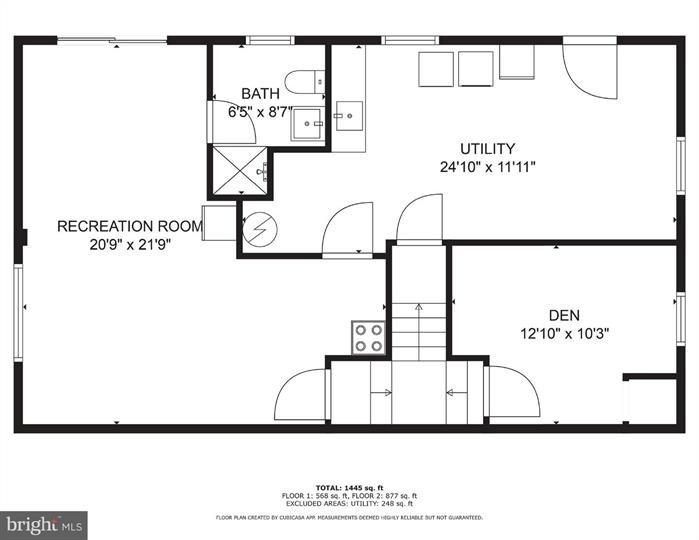 BATH
6'5" x 8'7"
UTILITY
24'10" x 11'11"
RECREATION ROOM
20'9" x 21'9"
DEN
12'10" x 10'3"
TOTAL: 1445 sq. ft
FLOOR 1: 568 sq. ft, FLOOR 2: 877 sq. ft
EXCLUDED AREAS: UTILITY: 248 sq. ft
FLOOR PLAN CREATED BY CUBICASA APP. MEASUREMENTS DEEMED HIGHLY RELIABLE BUT NOT GUARANTEED.
bright MLS